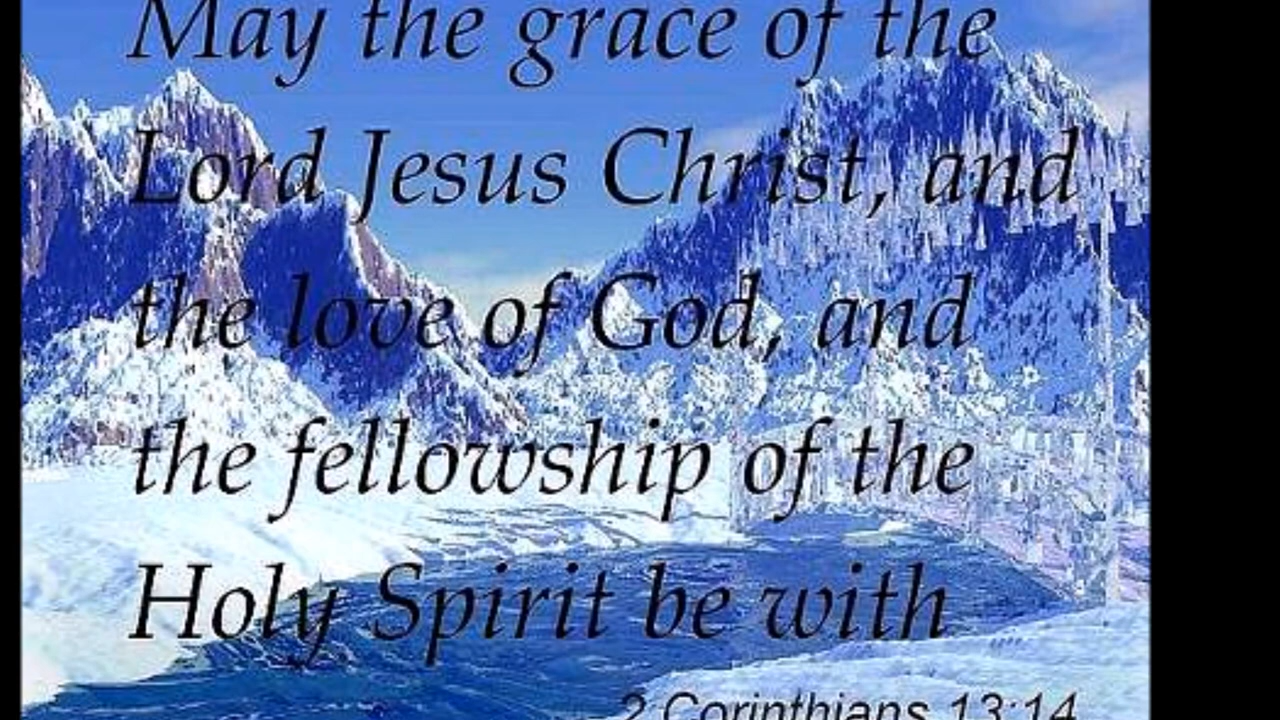 May the grace of the
Lord Jesus Christ, and
the love of God, and
the fellowship of the
Holy Spirit be with
2 Corinthians 13:14